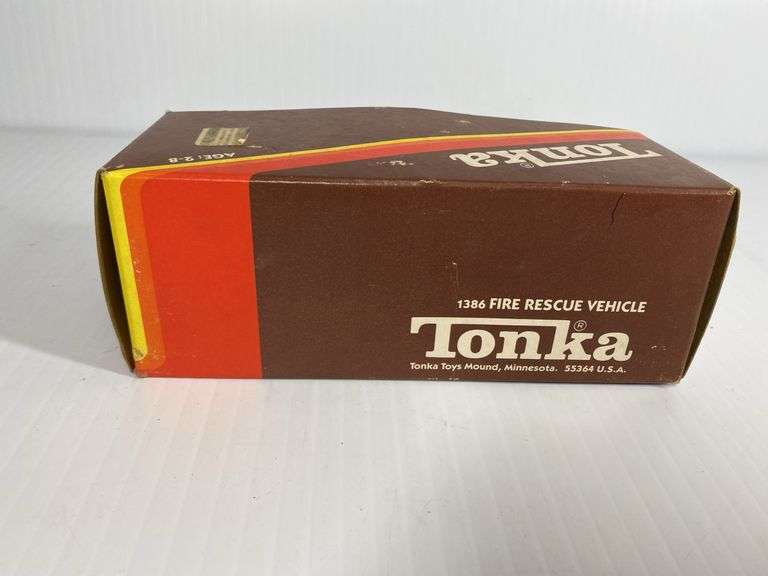 AGE: 2-8
Tonka®
1386 FIRE RESCUE VEHICLE
Tonka®
Tonka Toys Mound, Minnesota. 55364 U.S.A.